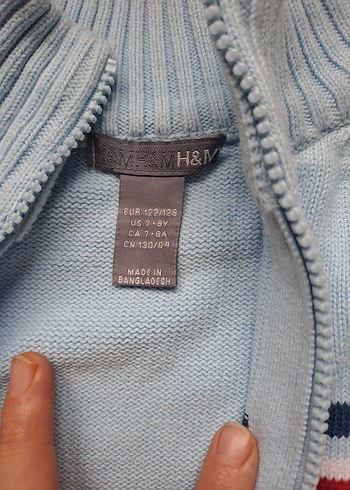 H&M H&M H&M
EUR 122/128
US 7-8Y
CA 7-8A
CN 130/64
MADE IN
BANGLADESH